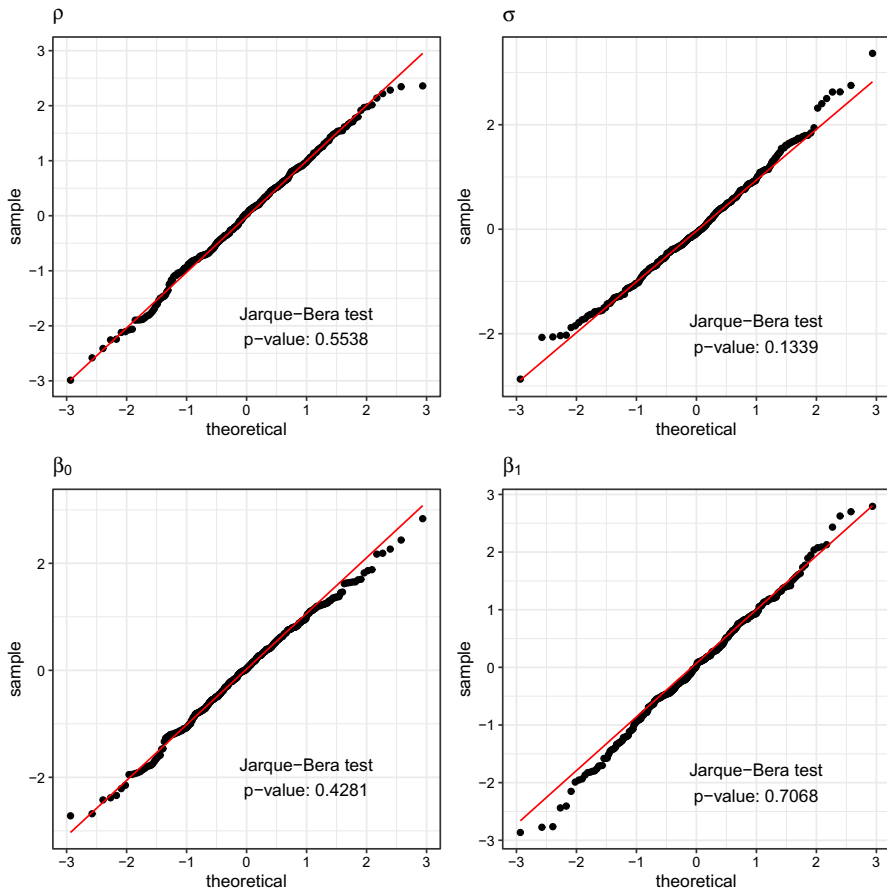 ρ
3
2
1
0
−1
−2
−3
sample
Jarque−Bera test
p−value: 0.5538
−3 −2 −1 0 1 2 3
theoretical
σ
2
0
−2
sample
Jarque−Bera test
p−value: 0.1339
−3 −2 −1 0 1 2 3
theoretical
β₀
2
0
−2
sample
Jarque−Bera test
p−value: 0.4281
−3 −2 −1 0 1 2 3
theoretical
β₁
3
2
1
0
−1
−2
−3
sample
Jarque−Bera test
p−value: 0.7068
−3 −2 −1 0 1 2 3
theoretical